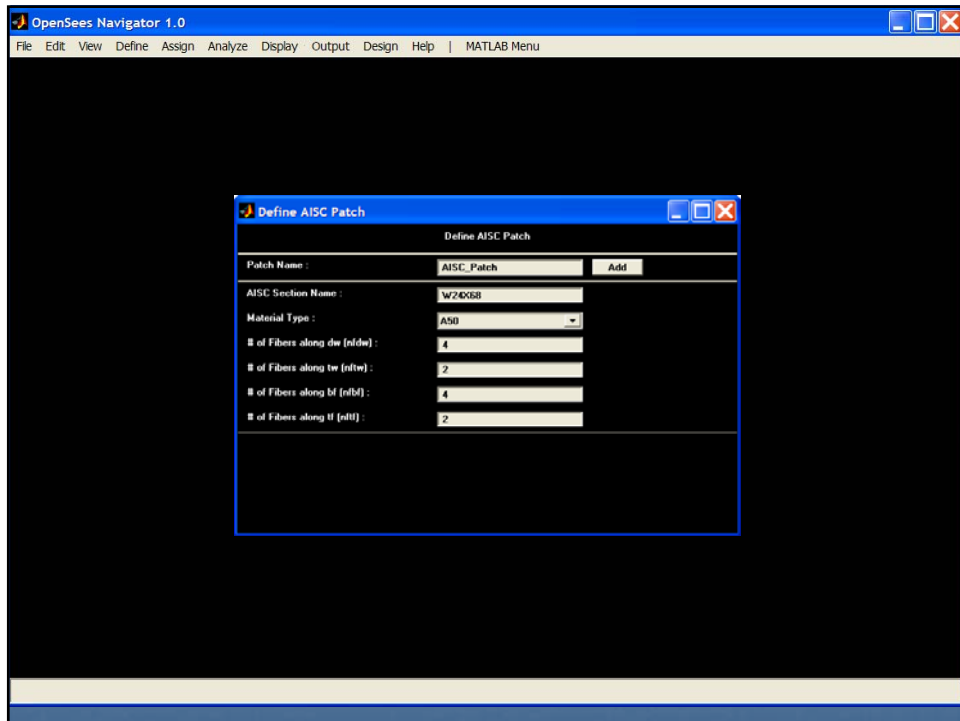 OpenSees Navigator 1.0
File Edit View Define Assign Analyze Display Output Design Help | MATLAB Menu
Define AISC Patch
Define AISC Patch
Patch Name : AISC_Patch Add
AISC Section Name : W24X68
Material Type : A50
# of Fibers along dw (nfdw) : 4
# of Fibers along tw (nftw) : 2
# of Fibers along bf (nfbf) : 4
# of Fibers along tf (nftf) : 2